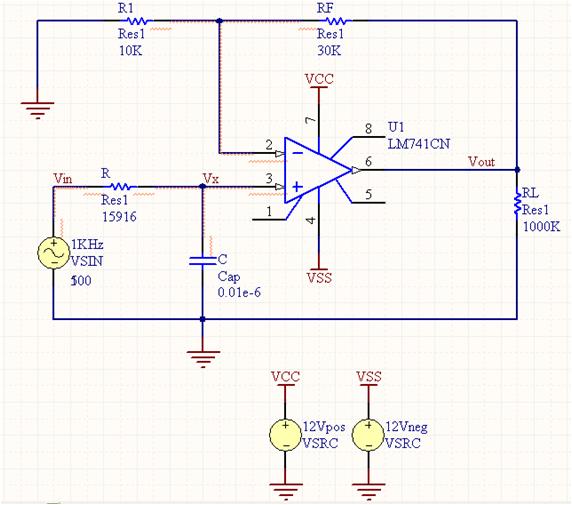 R1
Res1
10K
RF
Res1
30K
VCC
7
2
8
U1
LM741CN
6
Vout
Vin
R
Res1
15916
Vx
3
1
4
5
VSS
RL
Res1
1000K
1KHz
VSIN
C
Cap
0.01e-6
VCC
VSS
12Vpos
VSRC
12Vneg
VSRC